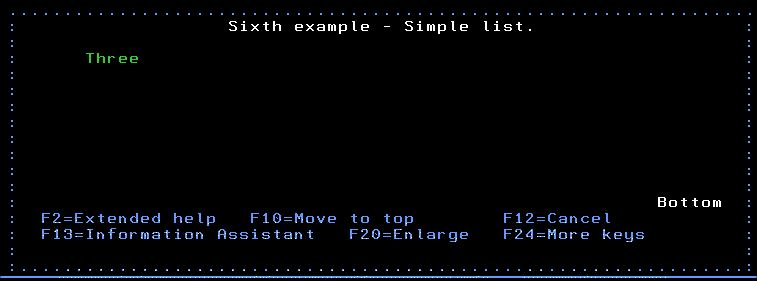 Sixth example - Simple list.
Three
Bottom
F2=Extended help F10=Move to top F12=Cancel
F13=Information Assistant F20=Enlarge F24=More keys